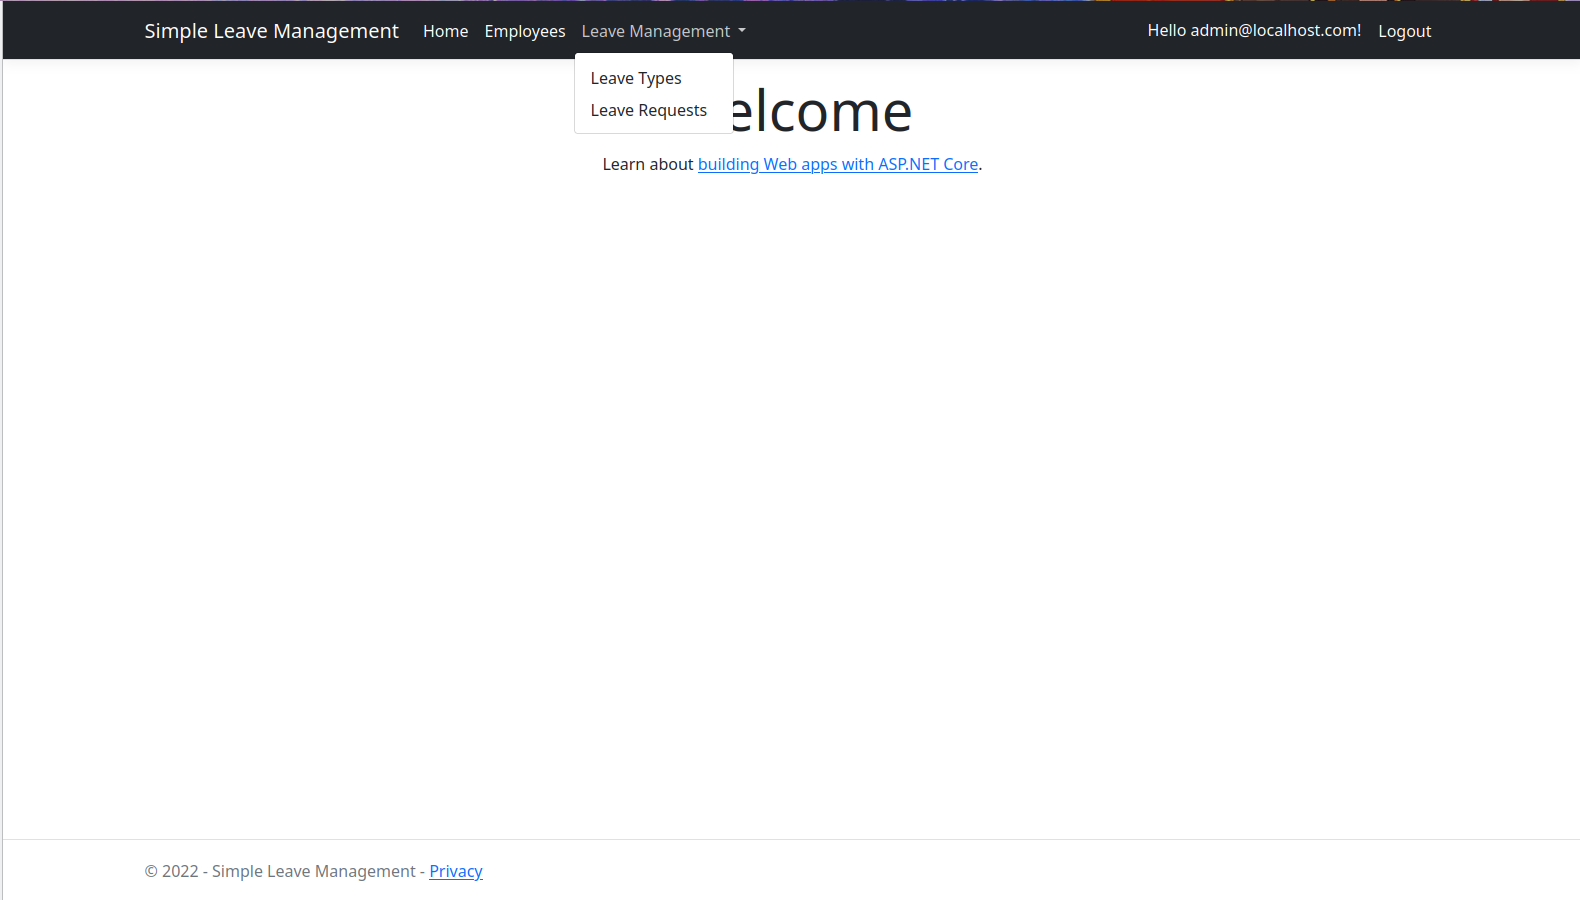 Simple Leave Management Home Employees Leave Management Hello admin@localhost.com! Logout
Leave Types
Leave Requests
elcome
Learn about building Web apps with ASP.NET Core.
© 2022 - Simple Leave Management - Privacy